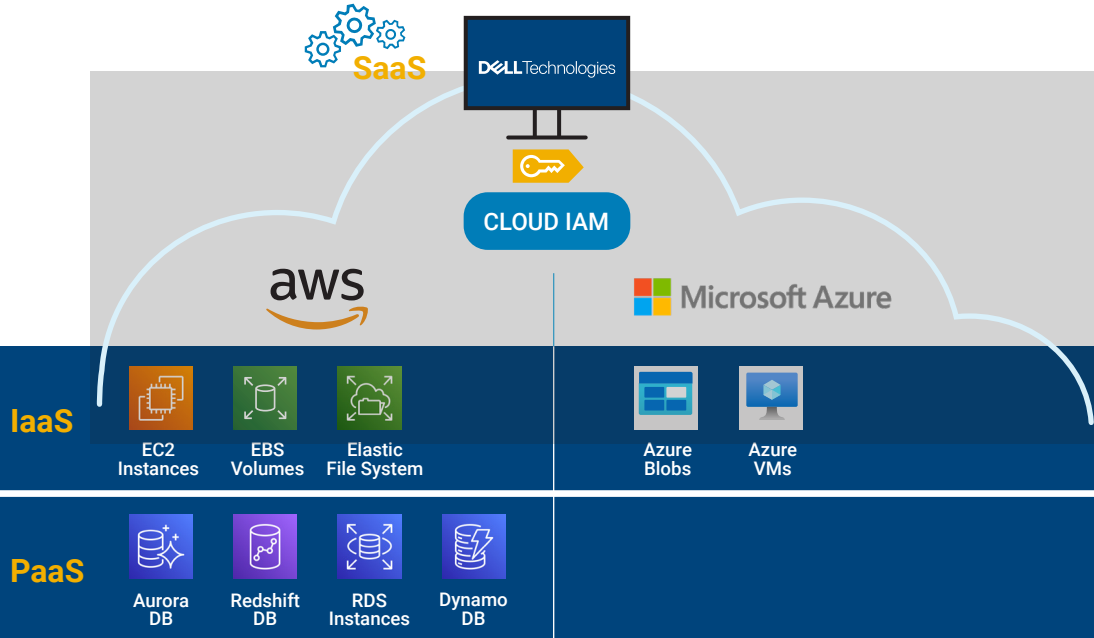 SaaS
DELLTechnologies
CLOUD IAM
aws
Microsoft Azure
IaaS
EC2
Instances
EBS
Volumes
Elastic
File System
Azure
Blobs
Azure
VMs
PaaS
Aurora
DB
Redshift
DB
RDS
Instances
Dynamo
DB